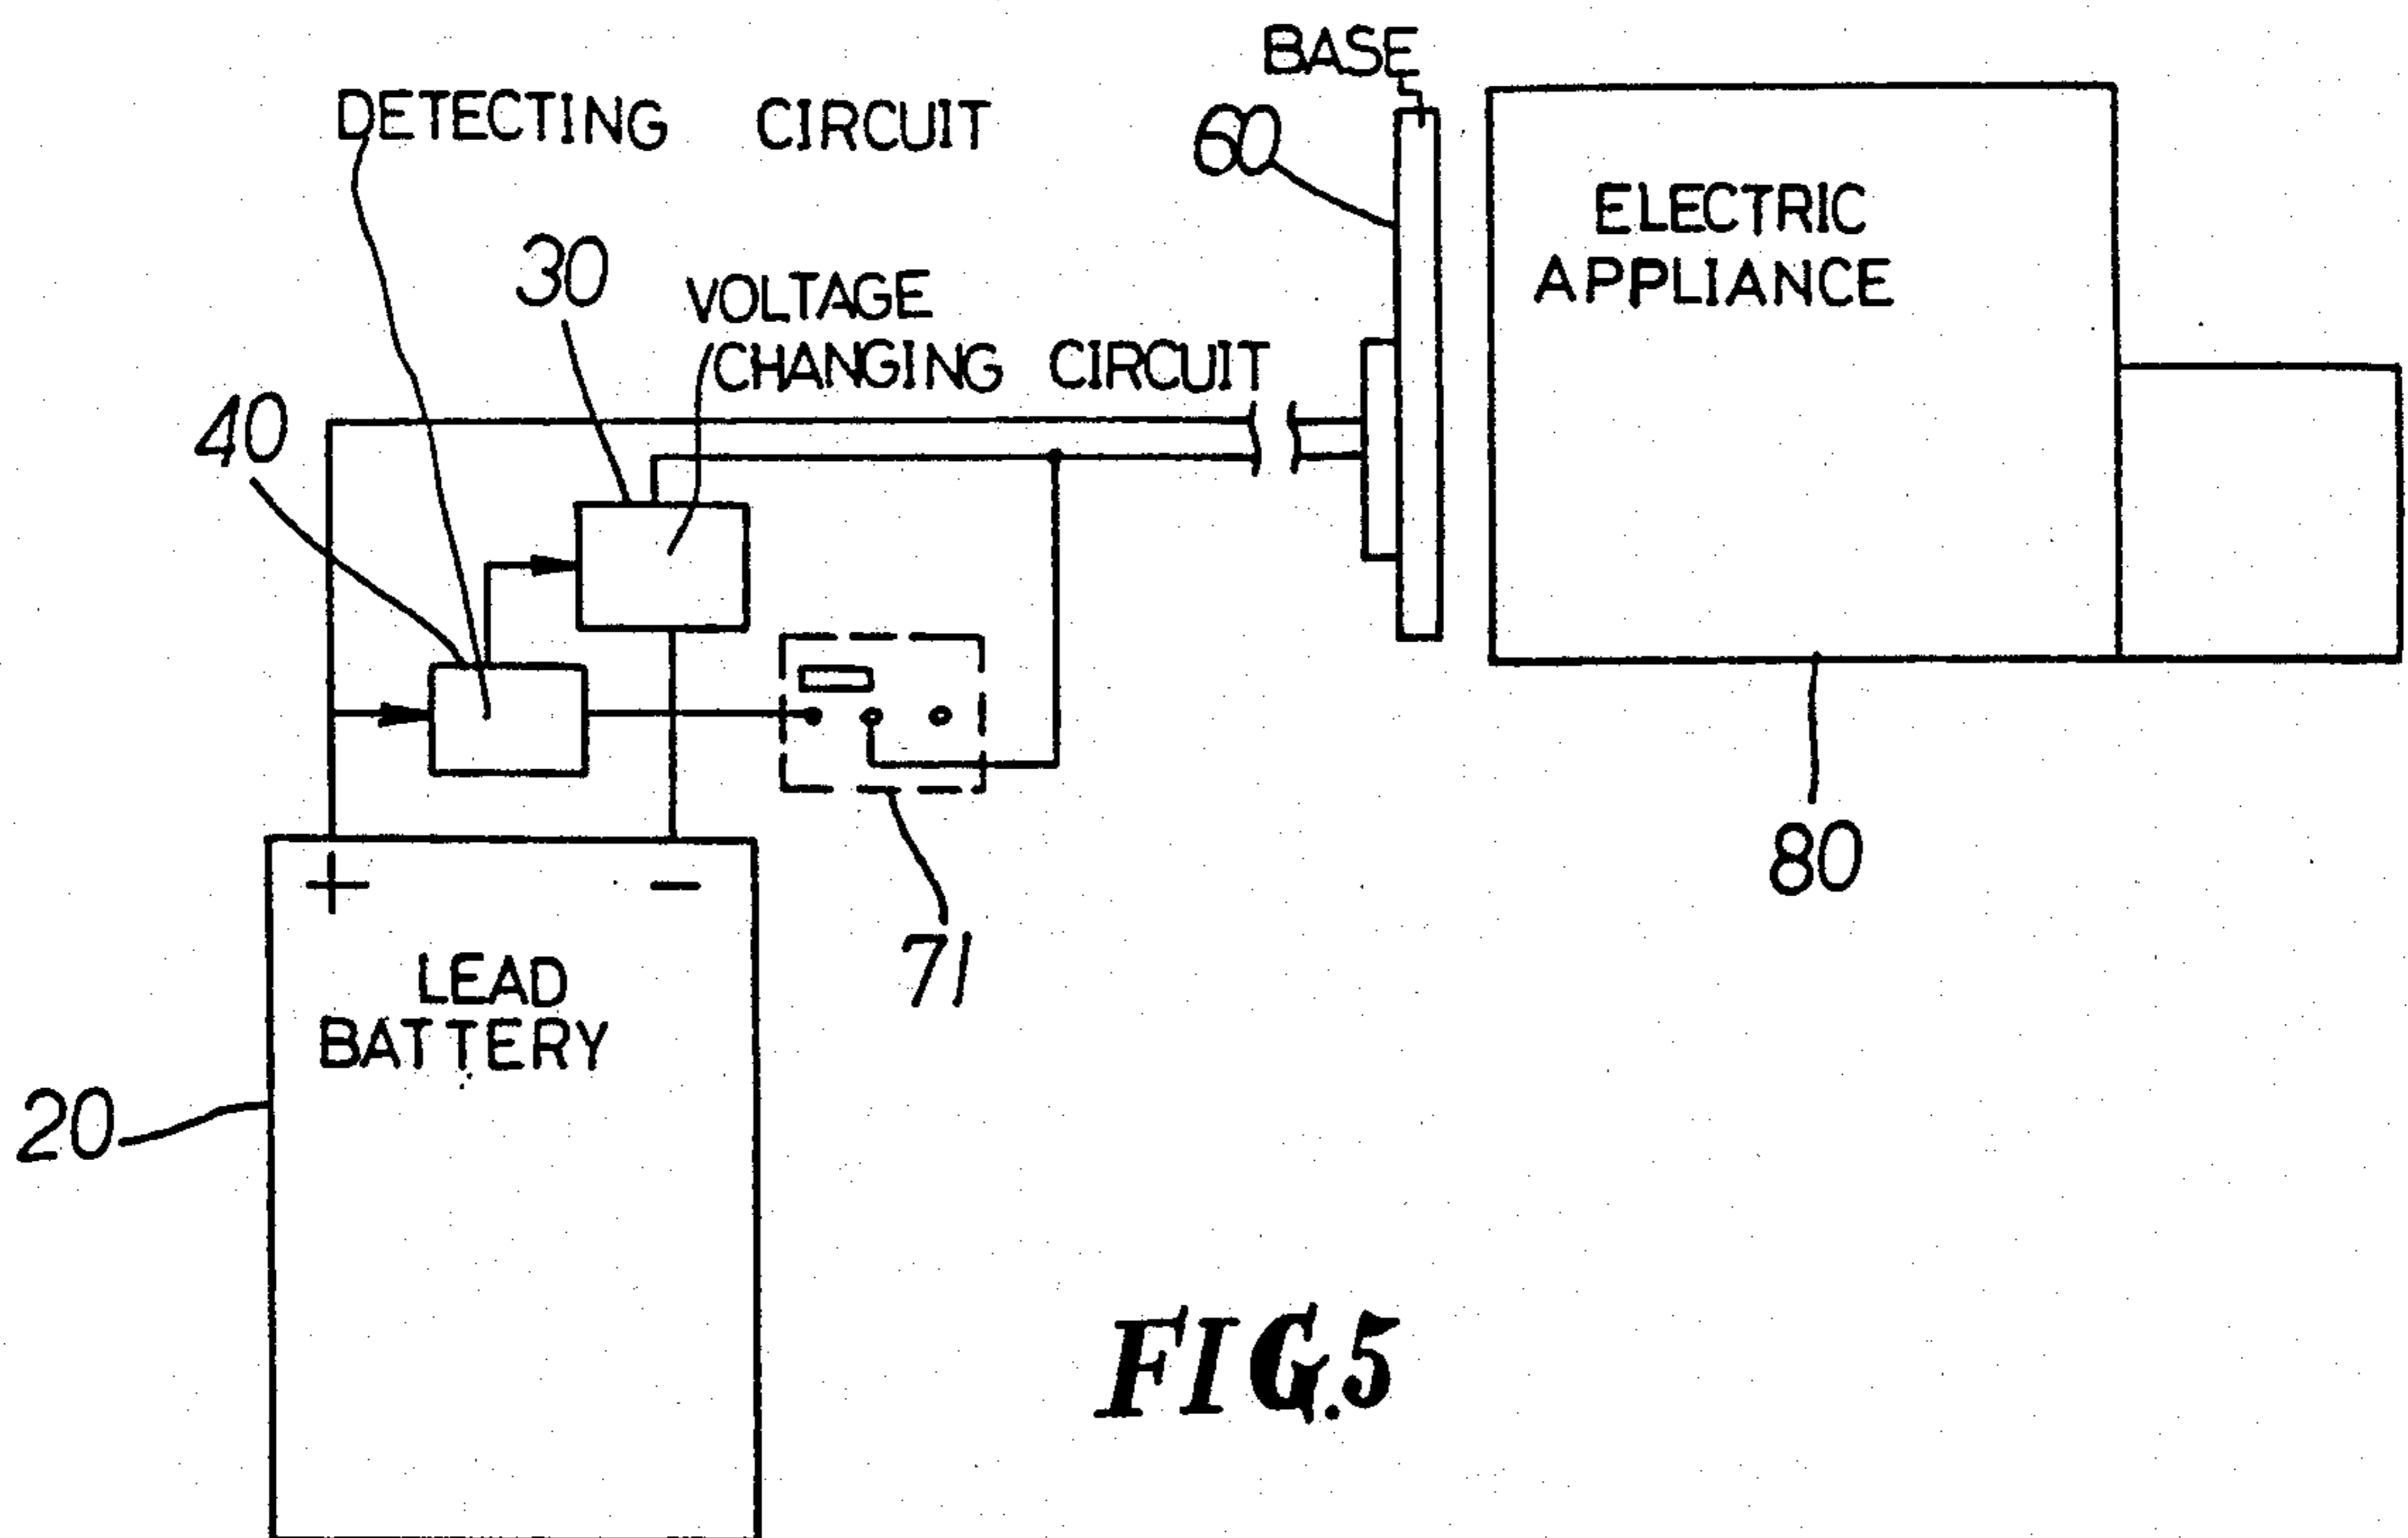 BASE
DETECTING CIRCUIT
60
ELECTRIC
APPLIANCE
30
VOLTAGE
CHANGING CIRCUIT
40
80
+ -
71
LEAD
BATTERY
20
FIG.5